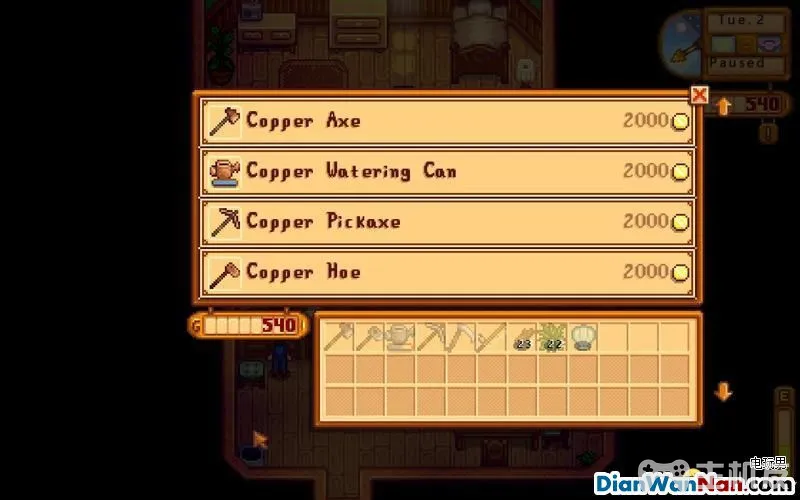 Tue. 2
Paused
540
Copper Axe 2000
Copper Watering Can 2000
Copper Pickaxe 2000
Copper Hoe 2000
G 540
23 22
E
电玩男
DianWanNan.com